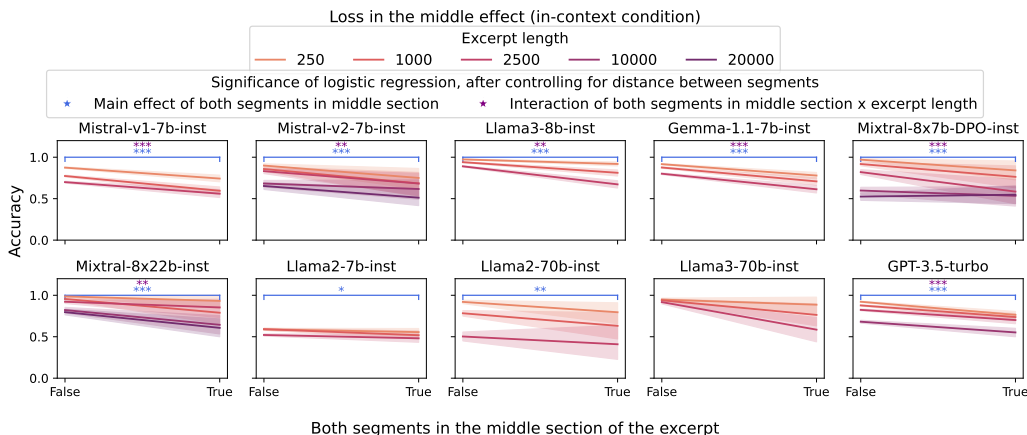 Loss in the middle effect (in-context condition)
Excerpt length
250 1000 2500 10000 20000
Significance of logistic regression, after controlling for distance between segments
Main effect of both segments in middle section Interaction of both segments in middle section x excerpt length
Mistral-v1-7b-inst Mistral-v2-7b-inst Llama3-8b-inst Gemma-1.1-7b-inst Mixtral-8x7b-DPO-inst
*** ** ** *** ***
*** *** *** *** ***
1.0
0.5
0.0
Accuracy
Mixtral-8x22b-inst Llama2-7b-inst Llama2-70b-inst Llama3-70b-inst GPT-3.5-turbo
** ***
*** * ** ***
1.0
0.5
0.0
False True False True False True False True False True
Both segments in the middle section of the excerpt